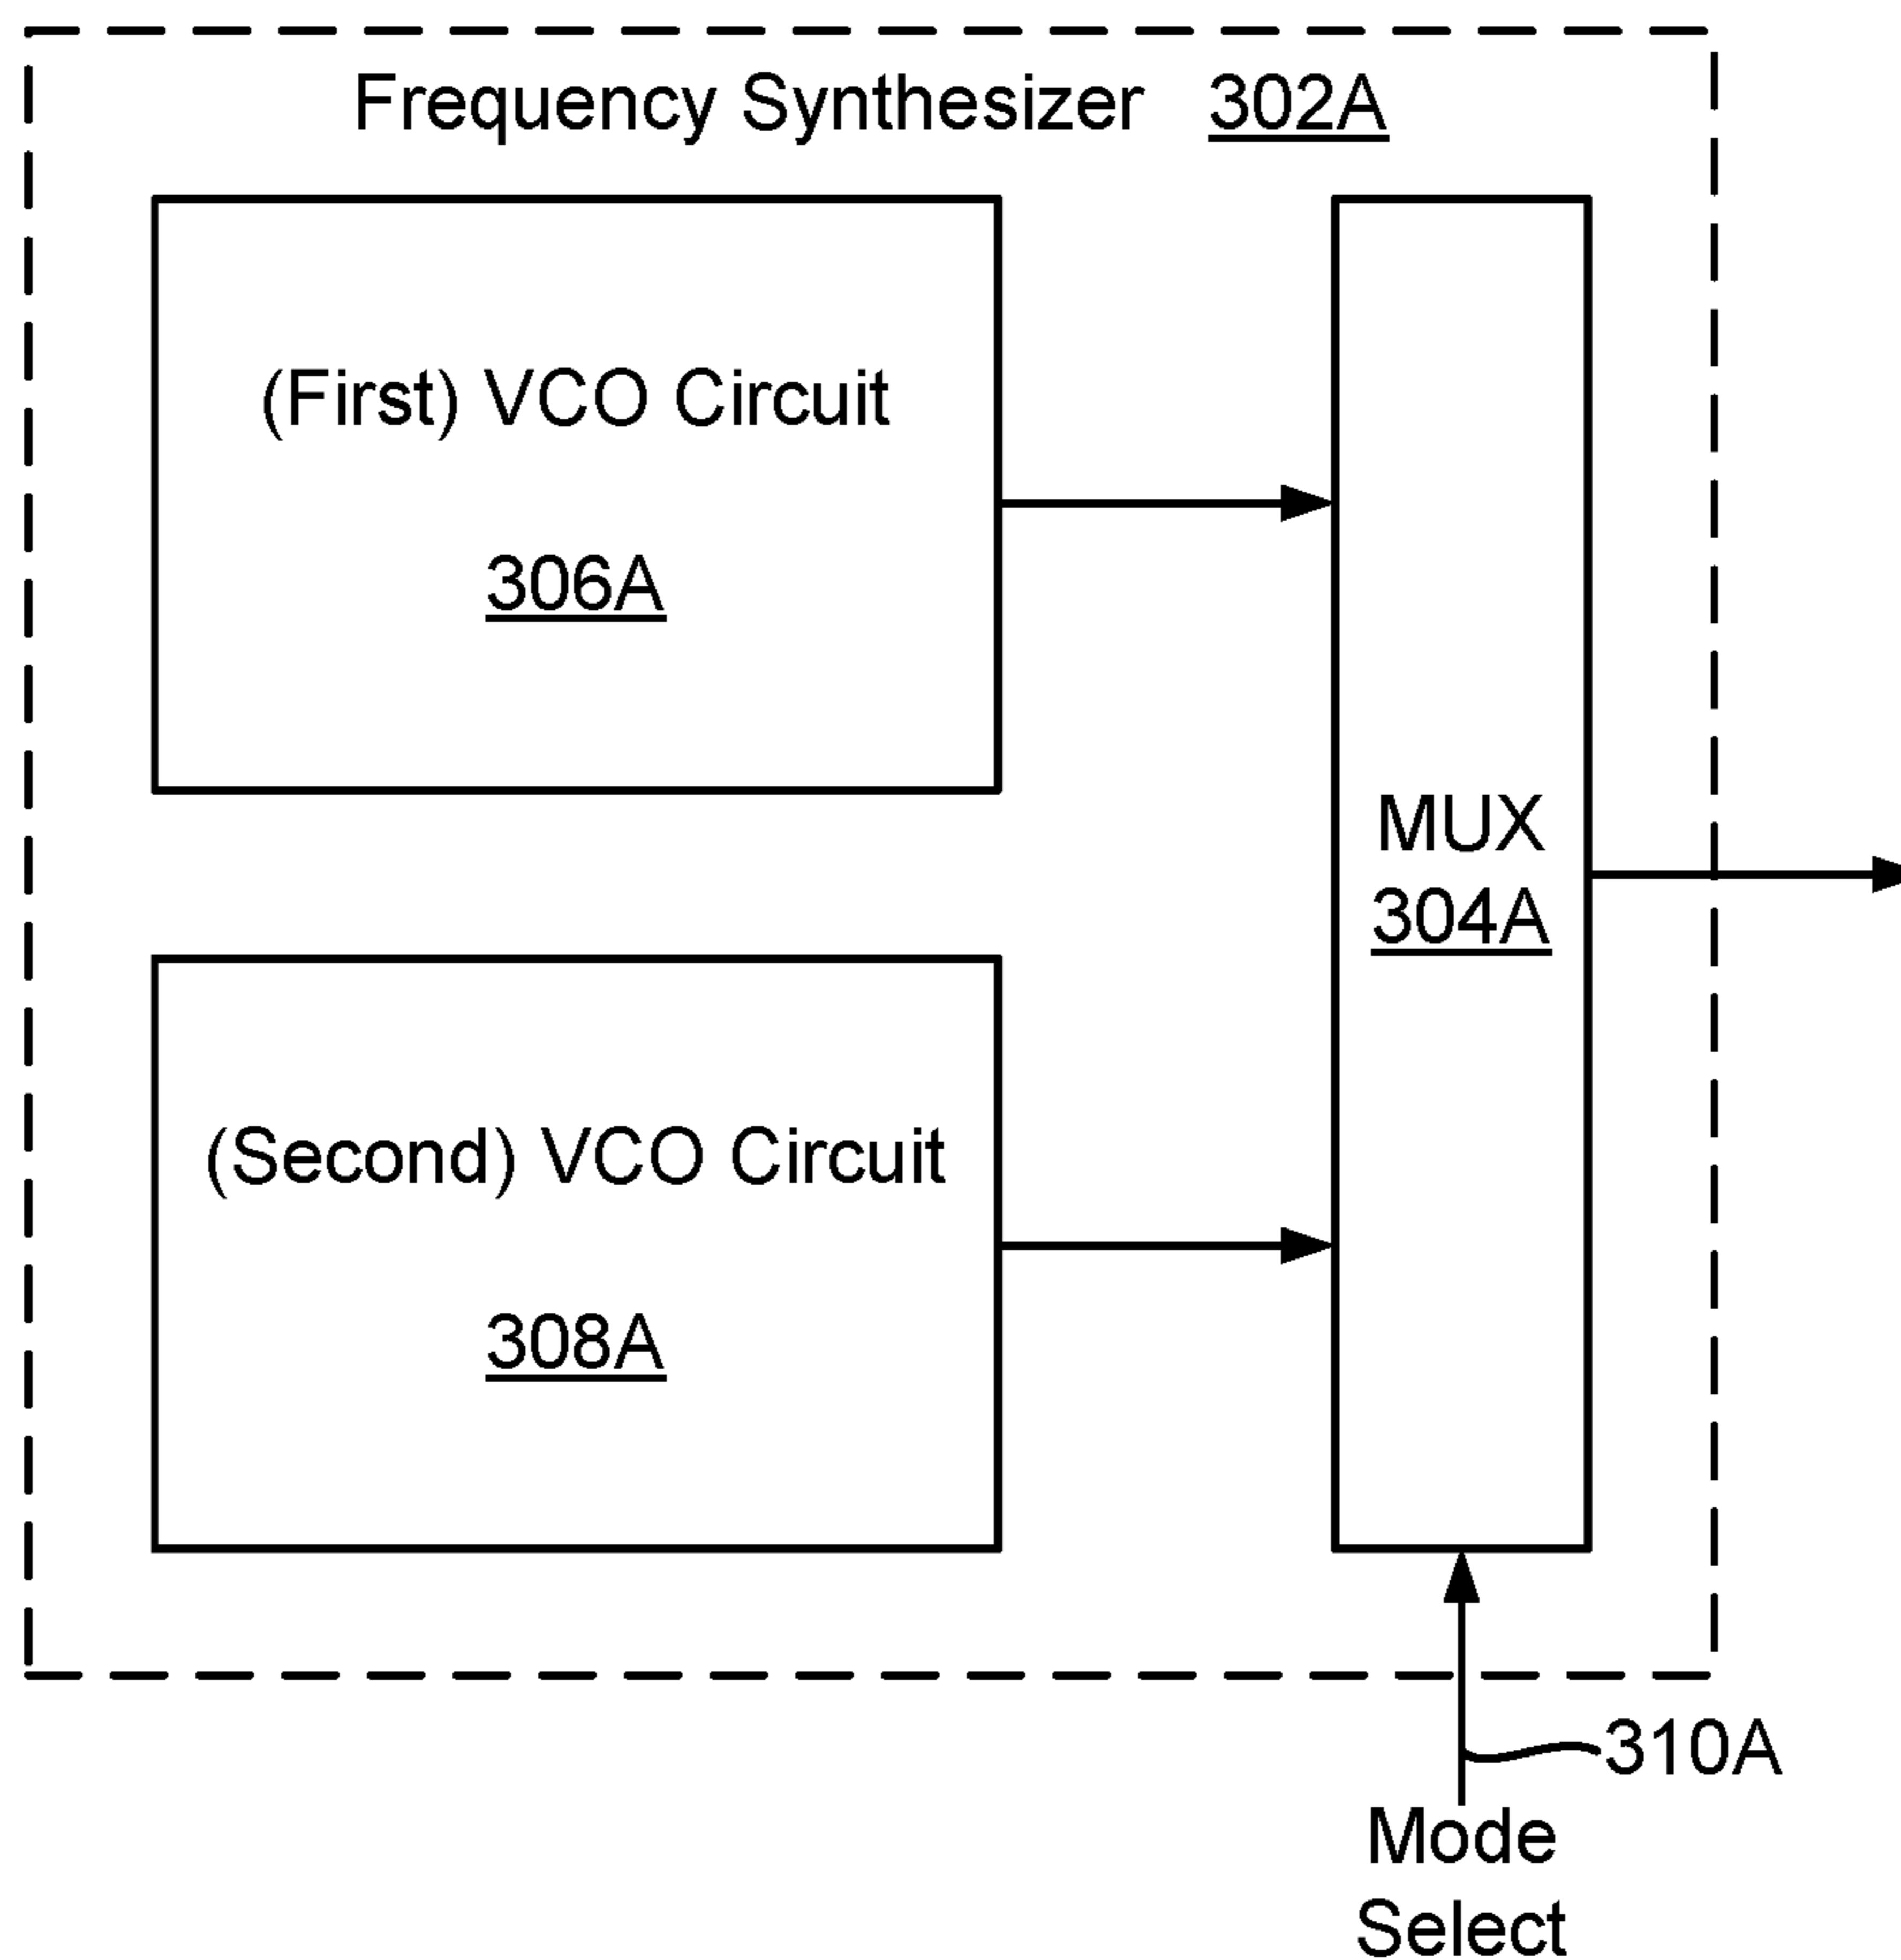 Frequency Synthesizer 302A
(First) VCO Circuit
306A
MUX
304A
(Second) VCO Circuit
308A
310A
Mode
Select